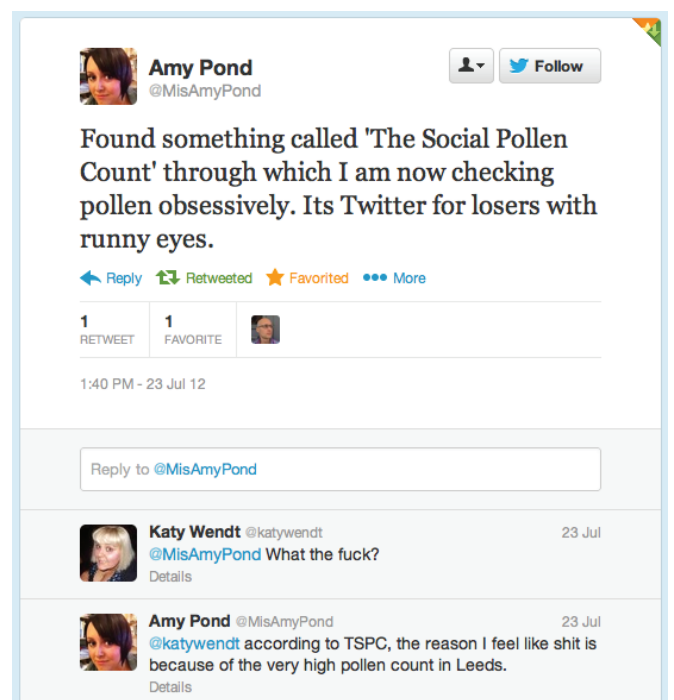 Amy Pond
@MisAmyPond
Follow
Found something called 'The Social Pollen
Count' through which I am now checking
pollen obsessively. Its Twitter for losers with
runny eyes.
Reply Retweeted Favorited More
1 1
RETWEET FAVORITE
1:40 PM - 23 Jul 12
Reply to @MisAmyPond
Katy Wendt @katywendt 23 Jul
@MisAmyPond What the fuck?
Details
Amy Pond @MisAmyPond 23 Jul
@katywendt according to TSPC, the reason I feel like shit is
because of the very high pollen count in Leeds.
Details